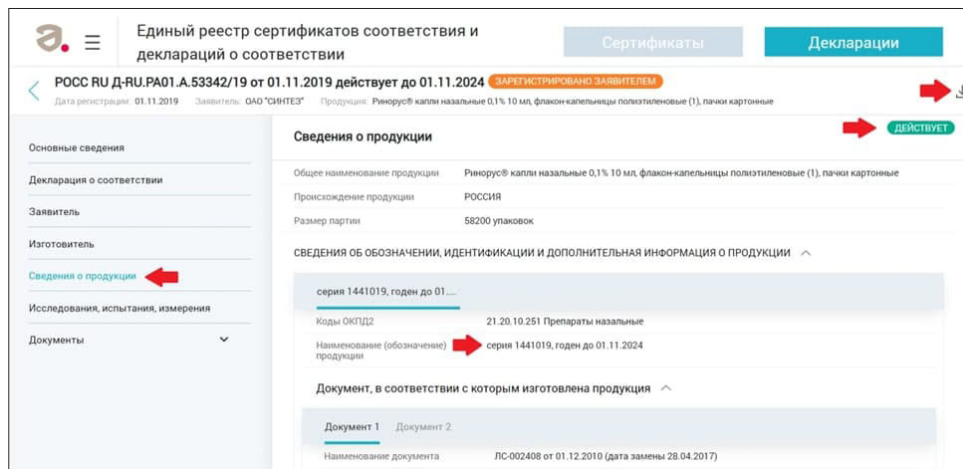 Единый реестр сертификатов соответствия и
деклараций о соответствии
Сертификаты
Декларации
РОСС RU Д-RU.РА01.А.53342/19 от 01.11.2019 действует до 01.11.2024 ЗАРЕГИСТРИРОВАНО ЗАЯВИТЕЛЕМ
Дата регистрации: 01.11.2019 Заявитель: ОАО "СИНТЕЗ" Продукция: Ринорус® капли назальные 0,1% 10 мл, флакон-капельницы полиэтиленовые (1), пачки картонные
Основные сведения
Декларация о соответствии
Заявитель
Изготовитель
Сведения о продукции
Исследования, испытания, измерения
Документы
Сведения о продукции
ДЕЙСТВУЕТ
Общее наименование продукции Ринорус® капли назальные 0,1% 10 мл, флакон-капельницы полиэтиленовые (1), пачки картонные
Происхождение продукции РОССИЯ
Размер партии 58200 упаковок
СВЕДЕНИЯ ОБ ОБОЗНАЧЕНИИ, ИДЕНТИФИКАЦИИ И ДОПОЛНИТЕЛЬНАЯ ИНФОРМАЦИЯ О ПРОДУКЦИИ
серия 1441019, годен до 01....
Коды ОКПД2 21.20.10.251 Препараты назальные
Наименование (обозначение) серия 1441019, годен до 01.11.2024
продукции
Документ, в соответствии с которым изготовлена продукция
Документ 1 Документ 2
Наименование документа ЛС-002408 от 01.12.2010 (дата замены 28.04.2017)